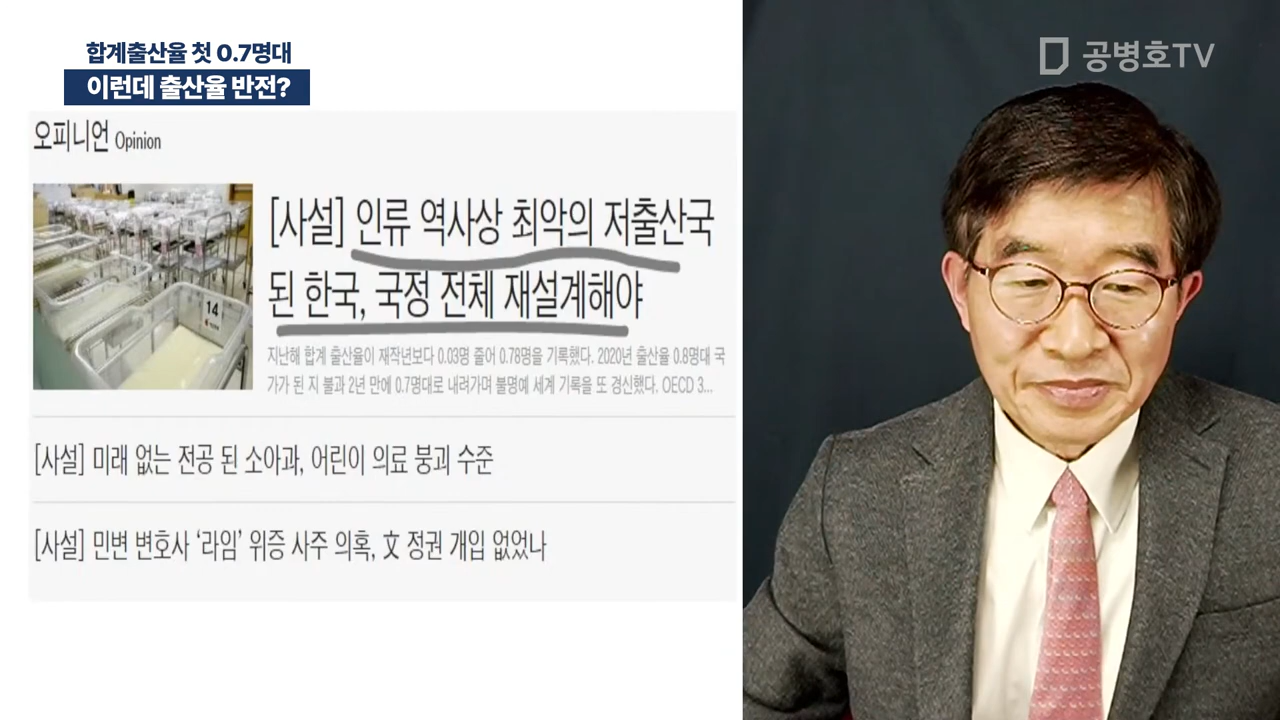 합계출산율 첫 0.7명대
이런데 출산율 반전?
공병호TV
오피니언 Opinion
[사설] 인류 역사상 최악의 저출산국
된 한국, 국정 전체 재설계해야
지난해 합계 출산율이 재작년보다 0.03명 줄어 0.78명을 기록했다. 2020년 출산율 0.8명대 국
가가 된 지 불과 2년 만에 0.7명대로 내려가며 불명예 세계 기록을 또 경신했다. OECD 3...
14
[사설] 미래 없는 전공 된 소아과, 어린이 의료 붕괴 수준
[사설] 민변 변호사 ‘라임’ 위증 사주 의혹, 文 정권 개입 없었나